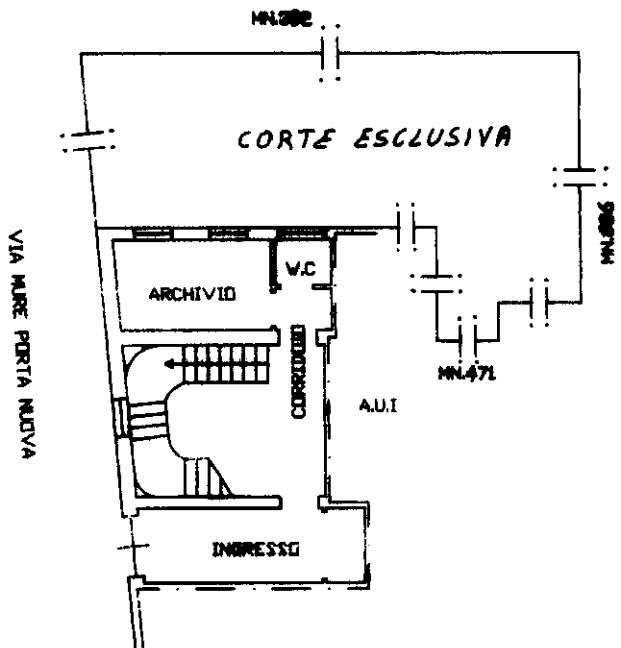 CORTE ESCLUSIVA
W.C
ARCHIVIO
CORRIDOIO
VIA MURE PORTA NUOVA
MN.471
A.U.I
INGRESSO